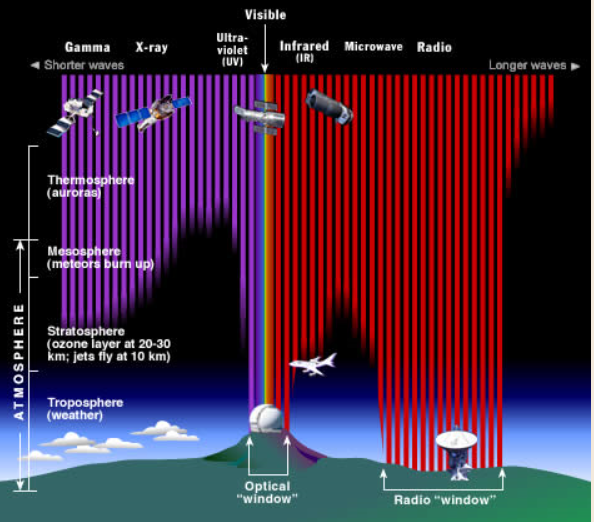 Visible
Gamma
X-ray
Ultra-
violet
(UV)
Infrared
(IR)
Microwave
Radio
◄ Shorter waves
Longer waves ►
Thermosphere
(auroras)
Mesosphere
(meteors burn up)
Stratosphere
(ozone layer at 20-30
km; jets fly at 10 km)
Troposphere
(weather)
ATMOSPHERE
Optical
"window"
Radio "window"